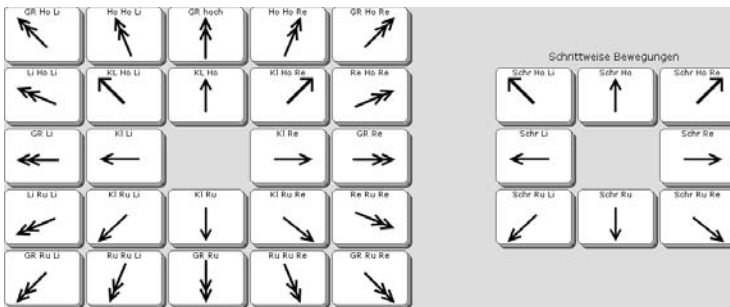 GR Ho Li Ho Ho Li GR hoch Ho Ho Re GR Ho Re
Schrittweise Bewegungen
Li Ho Li KL Ho Li KL Ho Kl Ho Re Re Ho Re Schr Ho Li Schr Ho Schr Ho Re
GR Li Kl Li Kl Re GR Re Schr Li Schr Re
Li Ru Li Kl Ru Li Kl Ru Kl Ru Re Re Ru Re Schr Ru Li Schr Ru Schr Ru Re
GR Ru Li Ru Ru Li GR Ru Ru Ru Re GR Ru Re